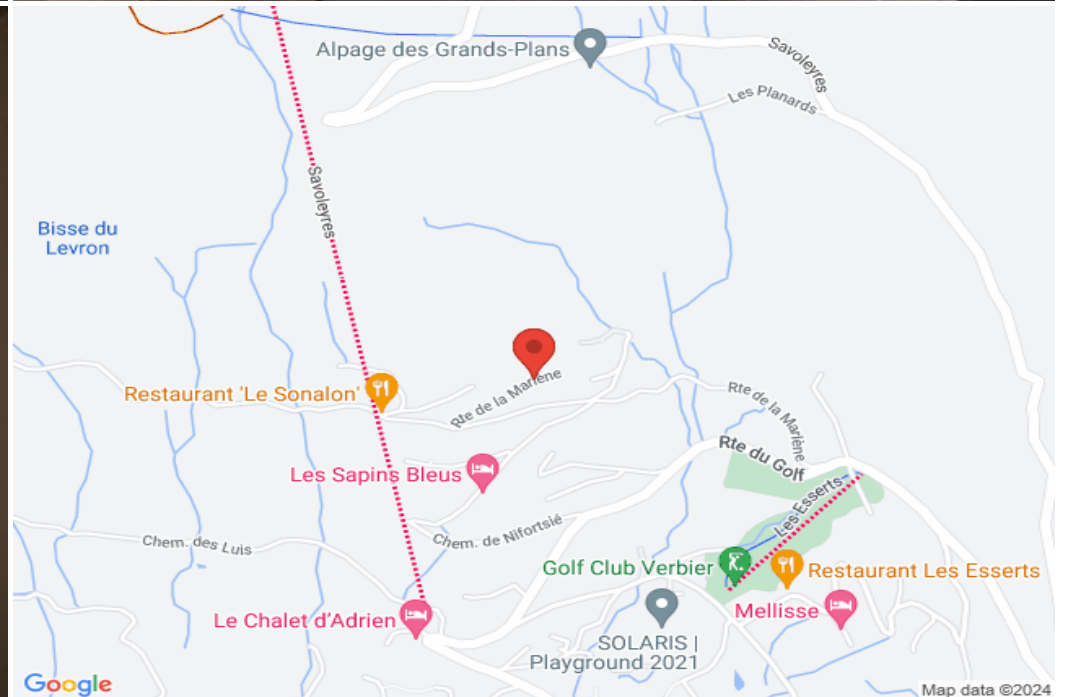 Alpage des Grands-Plans
Savoleyres
Les Planards
Savoleyres
Bisse du
Levron
Restaurant 'Le Sonalon'
Rte de la Marlène
Rte de la Marlène
Rte du Golf
Les Sapins Bleus
Les Esserts
Chem. de Nifortsié
Chem. des Luis
Golf Club Verbier
Restaurant Les Esserts
Mellisse
Le Chalet d'Adrien
SOLARIS |
Playground 2021
Google
Map data ©2024